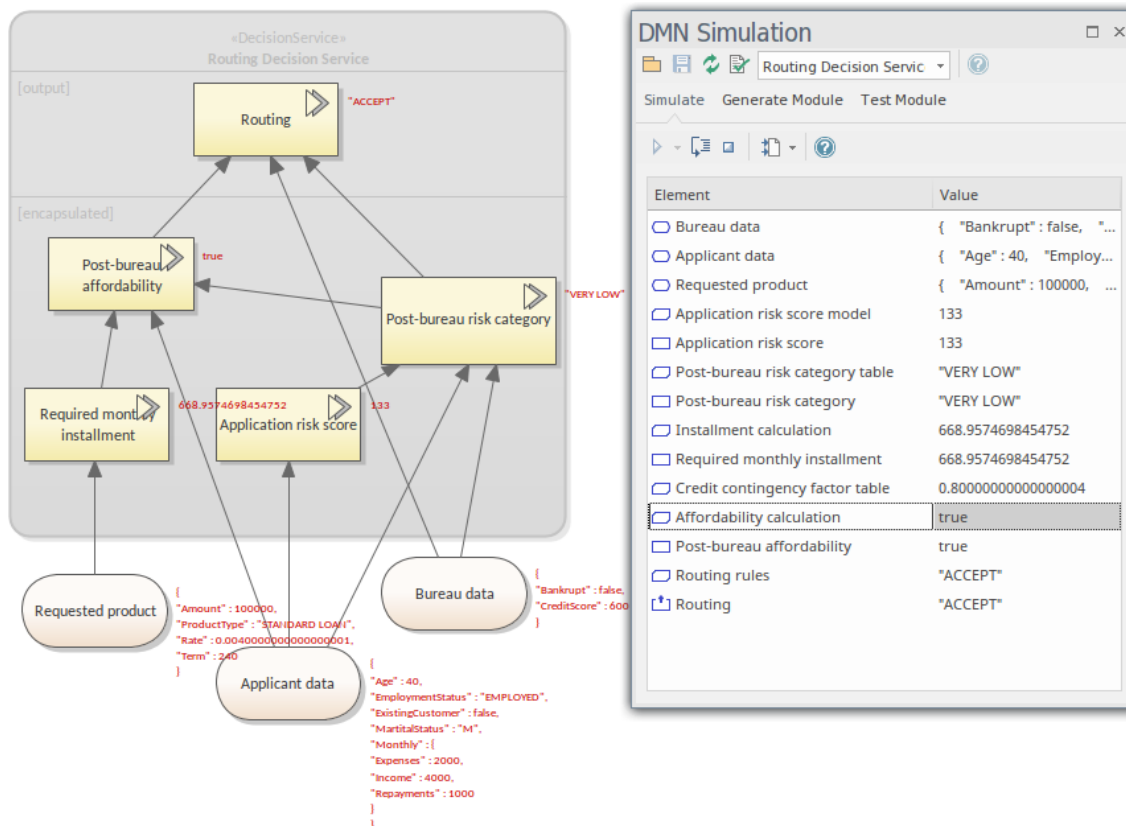 «DecisionService»
Routing Decision Service
[output]
Routing
"ACCEPT"
[encapsulated]
Post-bureau
affordability
true
Post-bureau risk category
"VERY LOW"
Required monthly
installment
668.9574698454752
Application risk score
133
Requested product
{
"Amount" : 100000,
"ProductType" : "STANDARD LOAN",
"Rate" : 0.0040000000000000001,
"Term" : 240
}
Bureau data
{
"Bankrupt" : false,
"CreditScore" : 600
}
Applicant data
{
"Age" : 40,
"EmploymentStatus" : "EMPLOYED",
"ExistingCustomer" : false,
"MartitalStatus" : "M",
"Monthly" : {
"Expenses" : 2000,
"Income" : 4000,
"Repayments" : 1000
}
}
DMN Simulation
Routing Decision Servic
Simulate Generate Module Test Module
Element Value
Bureau data { "Bankrupt" : false, "...
Applicant data { "Age" : 40, "Employ...
Requested product { "Amount" : 100000, ...
Application risk score model 133
Application risk score 133
Post-bureau risk category table "VERY LOW"
Post-bureau risk category "VERY LOW"
Installment calculation 668.9574698454752
Required monthly installment 668.9574698454752
Credit contingency factor table 0.80000000000000004
Affordability calculation true
Post-bureau affordability true
Routing rules "ACCEPT"
Routing "ACCEPT"